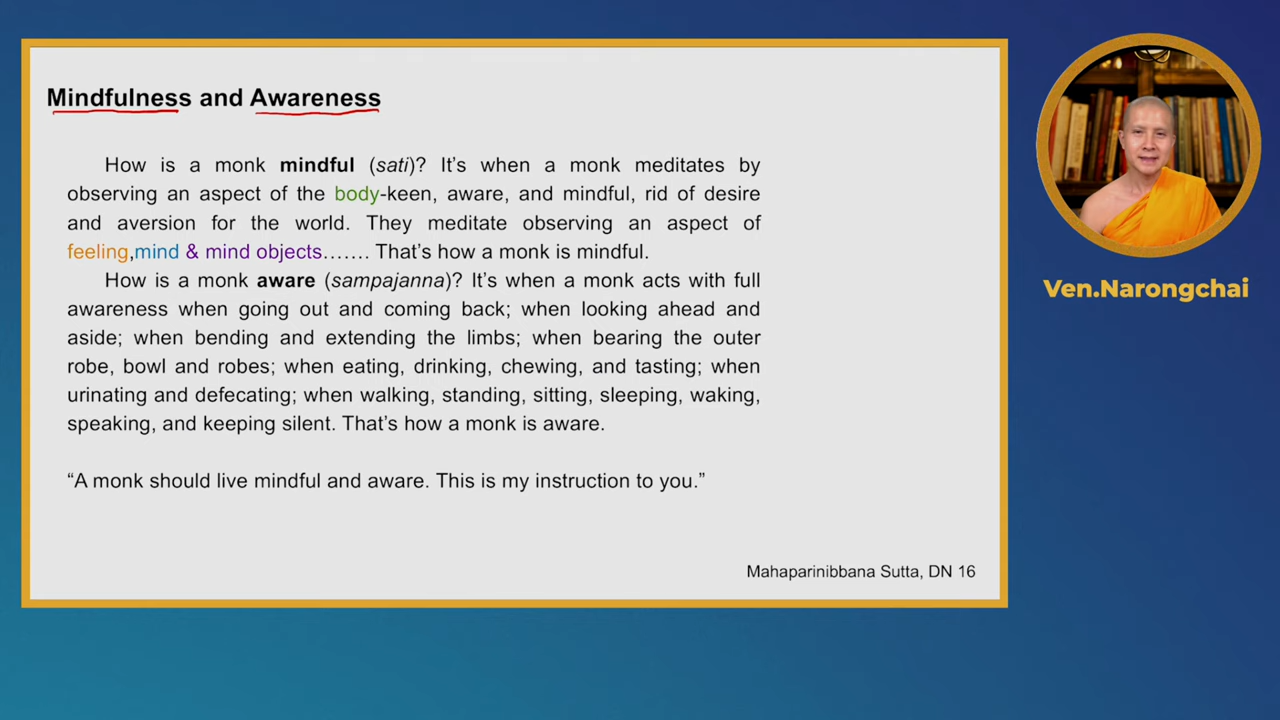 Mindfulness and Awareness
How is a monk mindful (sati)? It's when a monk meditates by
observing an aspect of the body-keen, aware, and mindful, rid of desire
and aversion for the world. They meditate observing an aspect of
feeling,mind & mind objects……. That's how a monk is mindful.
How is a monk aware (sampajanna)? It's when a monk acts with full
awareness when going out and coming back; when looking ahead and
aside; when bending and extending the limbs; when bearing the outer
robe, bowl and robes; when eating, drinking, chewing, and tasting; when
urinating and defecating; when walking, standing, sitting, sleeping, waking,
speaking, and keeping silent. That's how a monk is aware.
“A monk should live mindful and aware. This is my instruction to you.”
Mahaparinibbana Sutta, DN 16
Ven.Narongchai